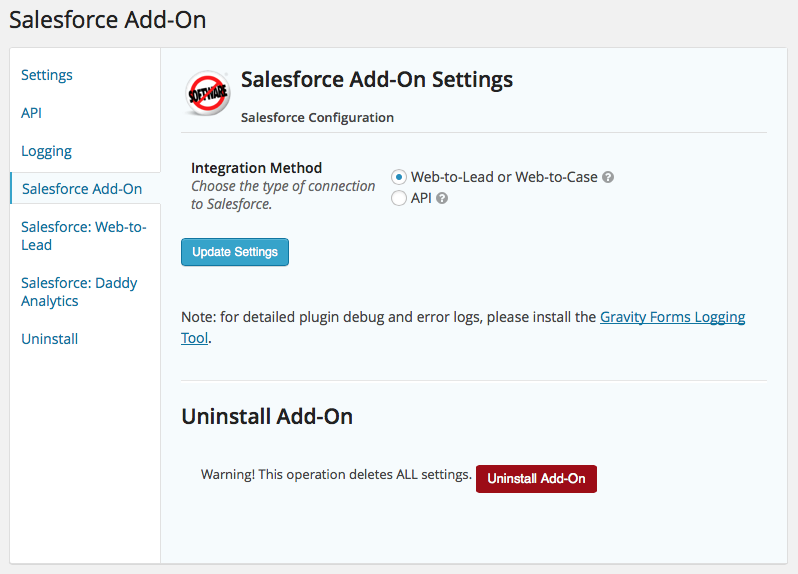 Salesforce Add-On
Settings
API
Logging
Salesforce Add-On
Salesforce: Web-to-
Lead
Salesforce: Daddy
Analytics
Uninstall
SOFTWARE
Salesforce Add-On Settings
Salesforce Configuration
Integration Method
Choose the type of connection
to Salesforce.
Web-to-Lead or Web-to-Case ?
API ?
Update Settings
Note: for detailed plugin debug and error logs, please install the Gravity Forms Logging
Tool.
Uninstall Add-On
Warning! This operation deletes ALL settings. Uninstall Add-On